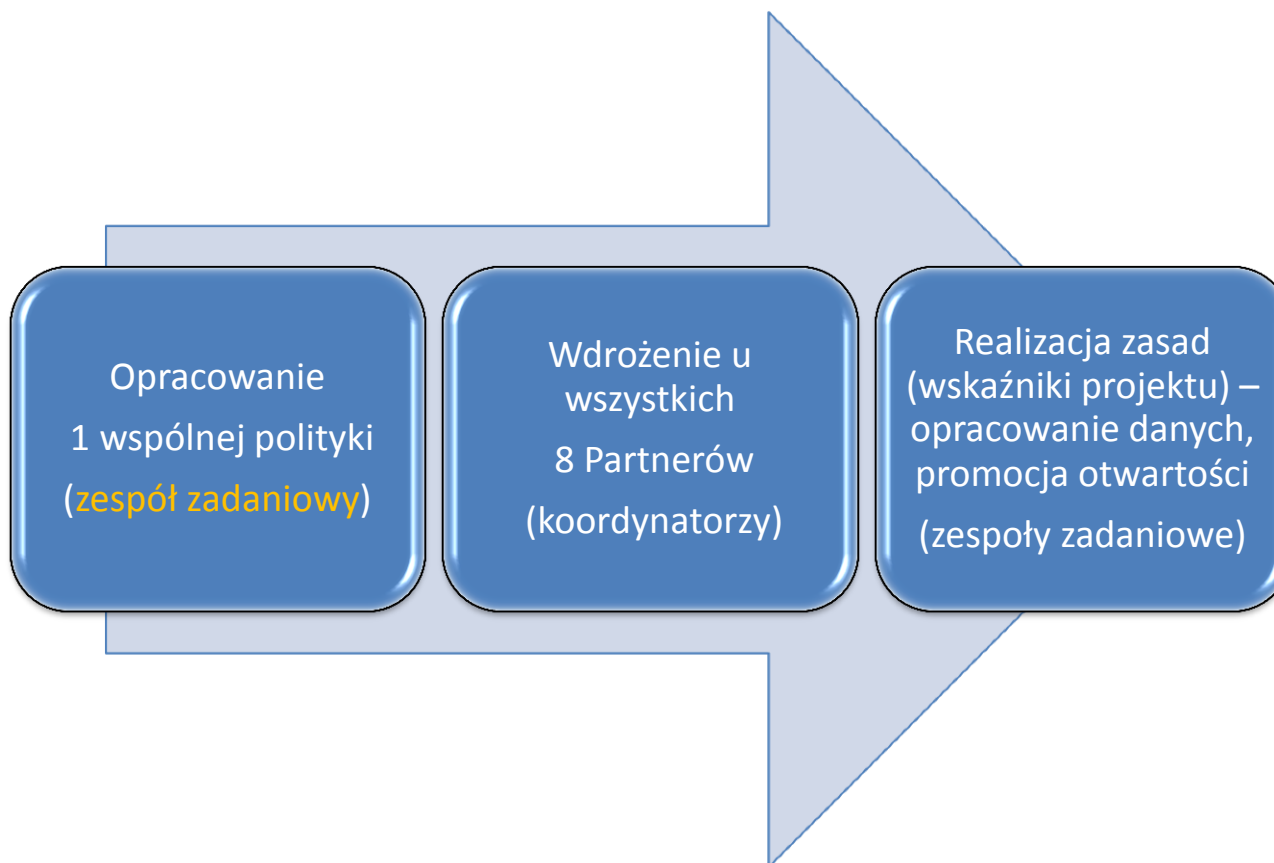 Opracowanie
1 wspólnej polityki
(zespół zadaniowy)
Wdrożenie u
wszystkich
8 Partnerów
(koordynatorzy)
Realizacja zasad
(wskaźniki projektu) –
opracowanie danych,
promocja otwartości
(zespoły zadaniowe)